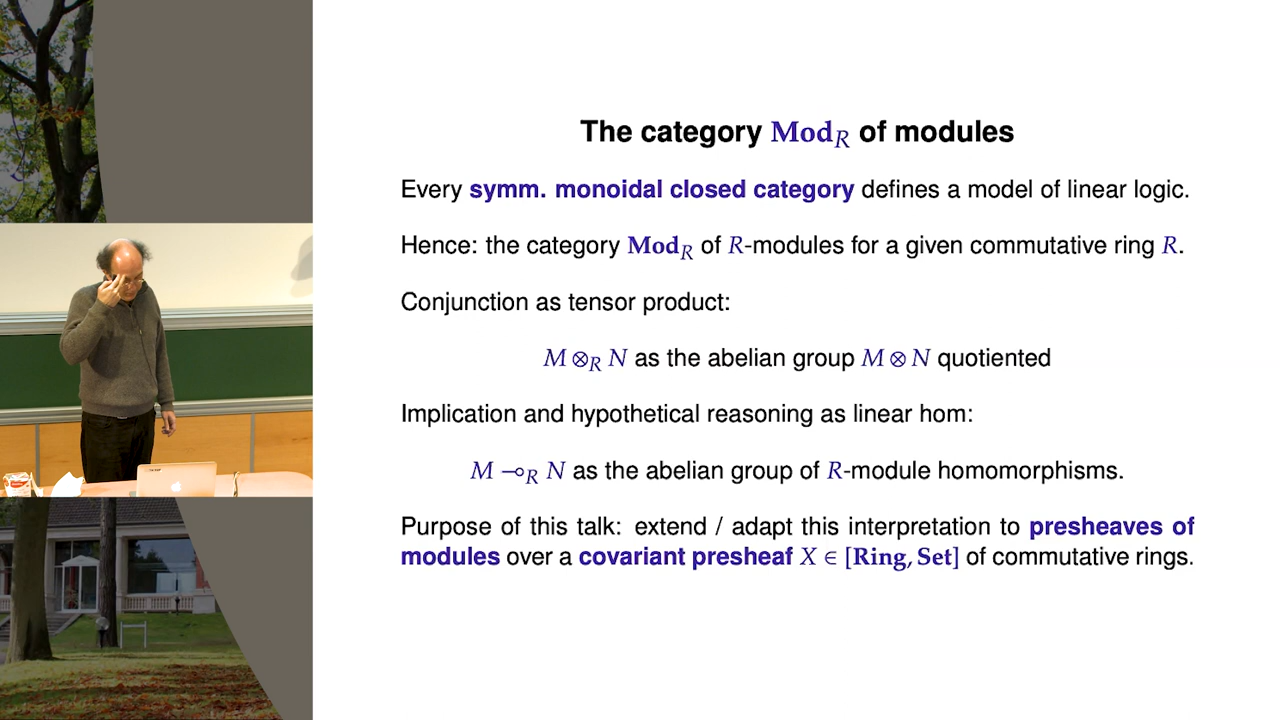 The category Mod_R of modules
Every symm. monoidal closed category defines a model of linear logic.
Hence: the category Mod_R of R-modules for a given commutative ring R.
Conjunction as tensor product:
M ⊗_R N as the abelian group M ⊗ N quotiented
Implication and hypothetical reasoning as linear hom:
M ⊸_R N as the abelian group of R-module homomorphisms.
Purpose of this talk: extend / adapt this interpretation to presheaves of
modules over a covariant presheaf X ∈ [Ring, Set] of commutative rings.